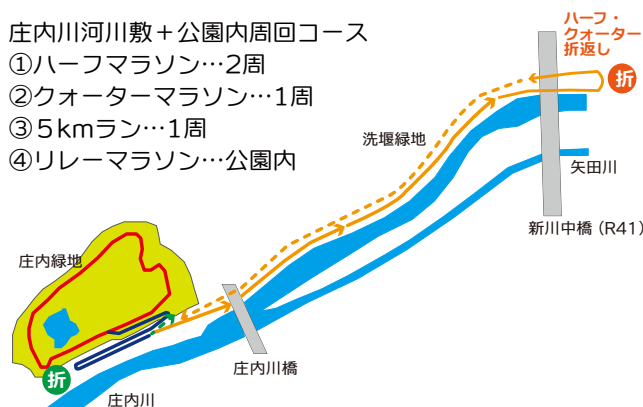 庄内川河川敷＋公園内周回コース
①ハーフマラソン…2周
②クォーターマラソン…1周
③5kmラン…1周
④リレーマラソン…公園内
ハーフ・
クォーター
折返し
折
洗堰緑地
矢田川
新川中橋（R41）
庄内緑地
庄内川橋
折
庄内川